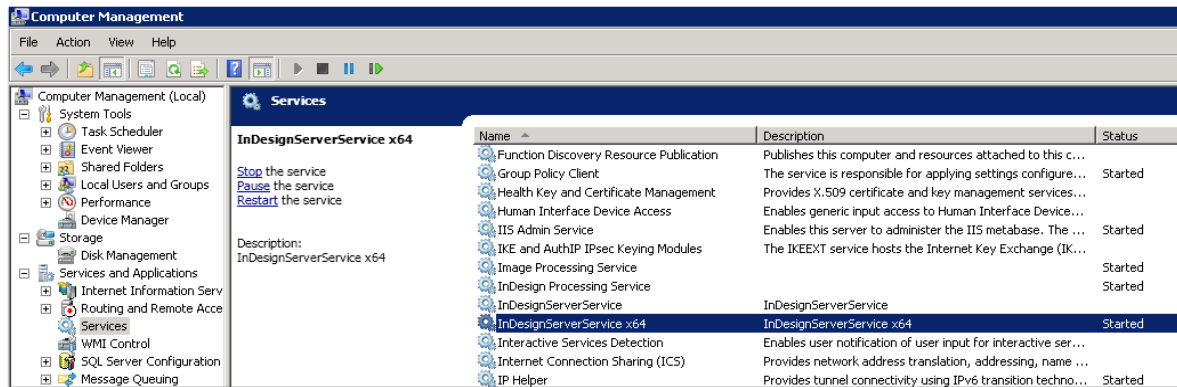 Computer Management
File Action View Help
Computer Management (Local)
System Tools
Task Scheduler
Event Viewer
Shared Folders
Local Users and Groups
Performance
Device Manager
Storage
Disk Management
Services and Applications
Internet Information Serv
Routing and Remote Acce
Services
WMI Control
SQL Server Configuration
Message Queuing
Services
InDesignServerService x64
Stop the service
Pause the service
Restart the service
Description:
InDesignServerService x64
Name Description Status
Function Discovery Resource Publication Publishes this computer and resources attached to this c...
Group Policy Client The service is responsible for applying settings configure... Started
Health Key and Certificate Management Provides X.509 certificate and key management services...
Human Interface Device Access Enables generic input access to Human Interface Device...
IIS Admin Service Enables this server to administer the IIS metabase. The ... Started
IKE and AuthIP IPsec Keying Modules The IKEEXT service hosts the Internet Key Exchange (IK...
Image Processing Service Started
InDesign Processing Service Started
InDesignServerService InDesignServerService
InDesignServerService x64 InDesignServerService x64 Started
Interactive Services Detection Enables user notification of user input for interactive ser...
Internet Connection Sharing (ICS) Provides network address translation, addressing, name ...
IP Helper Provides tunnel connectivity using IPv6 transition techno... Started